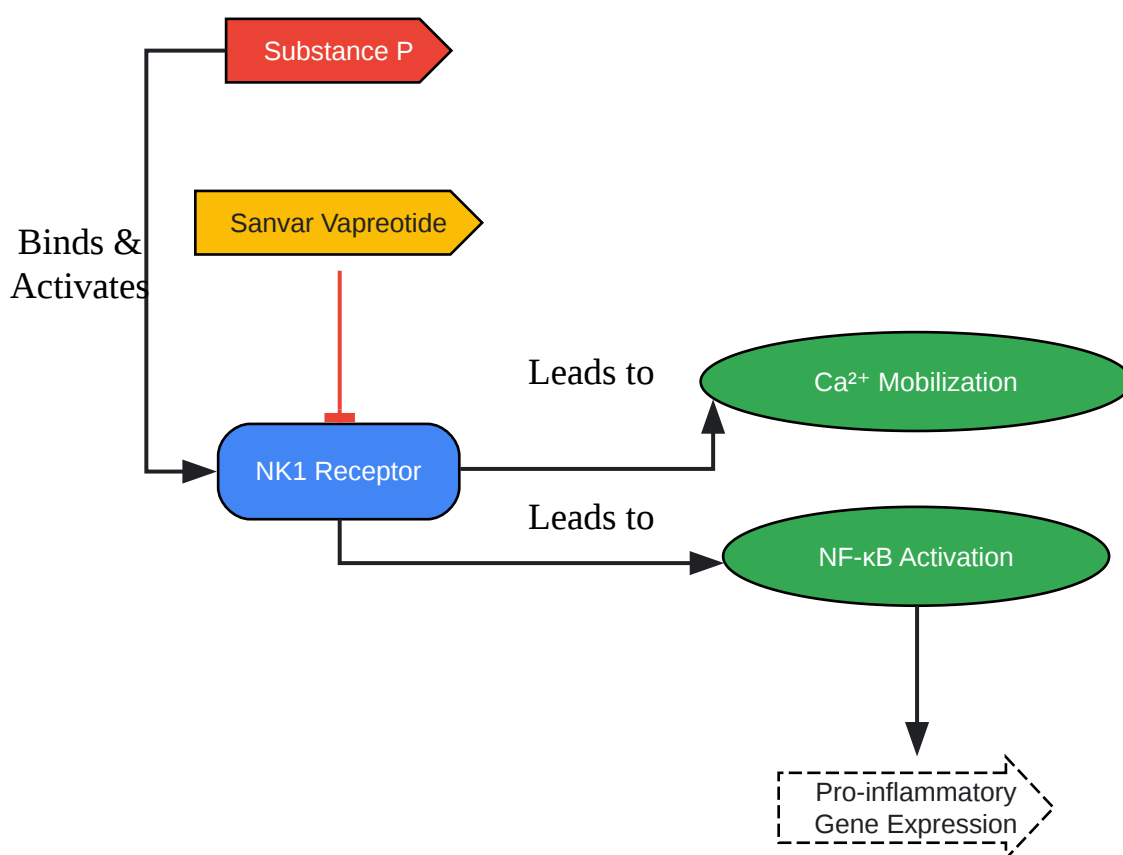 Substance P
Sanvar Vapreotide
Binds &
Activates
Leads to
Ca²⁺ Mobilization
NK1 Receptor
Leads to
NF-κB Activation
Pro-inflammatory
Gene Expression